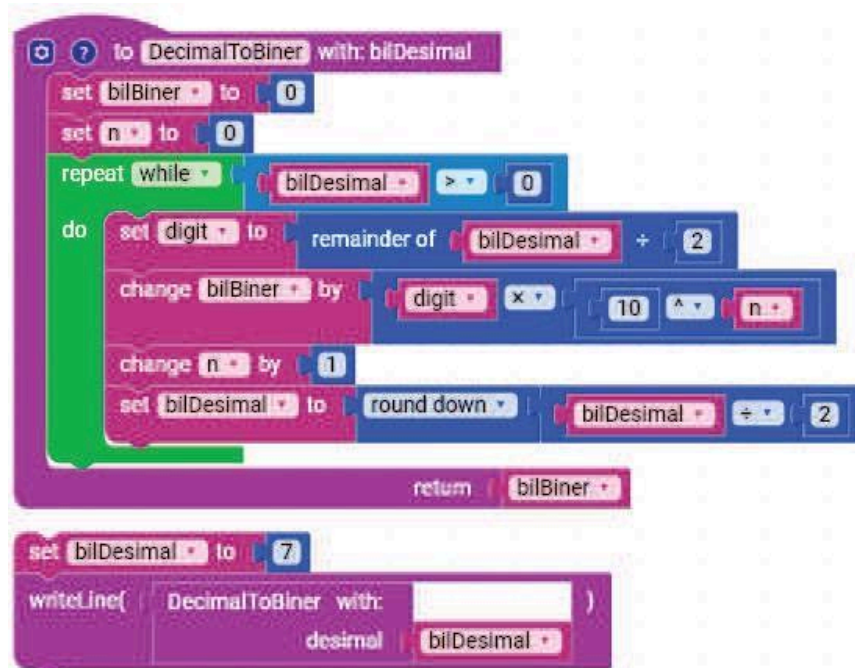 ? to DecimalToBiner with: bilDesimal
set bilBiner to 0
set n to 0
repeat while bilDesimal > 0
do set digit to remainder of bilDesimal ÷ 2
change bilBiner by digit × 10 ^ n
change n by 1
set bilDesimal to round down bilDesimal ÷ 2
return bilBiner
set bilDesimal to 7
writeLine( DecimalToBiner with: )
desimal bilDesimal